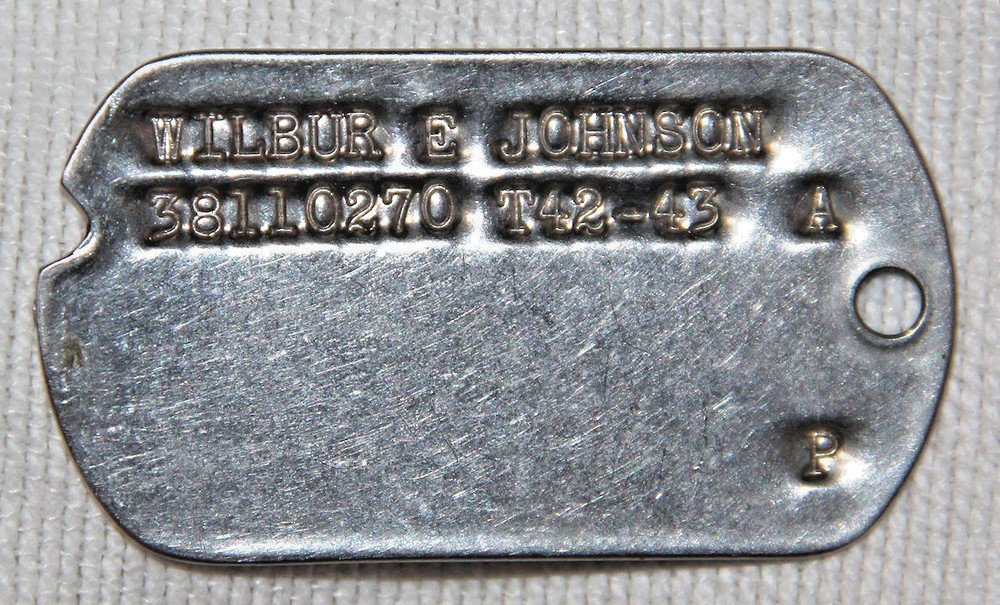 WILBUR E JOHNSON
38110270 T42-43 A
P